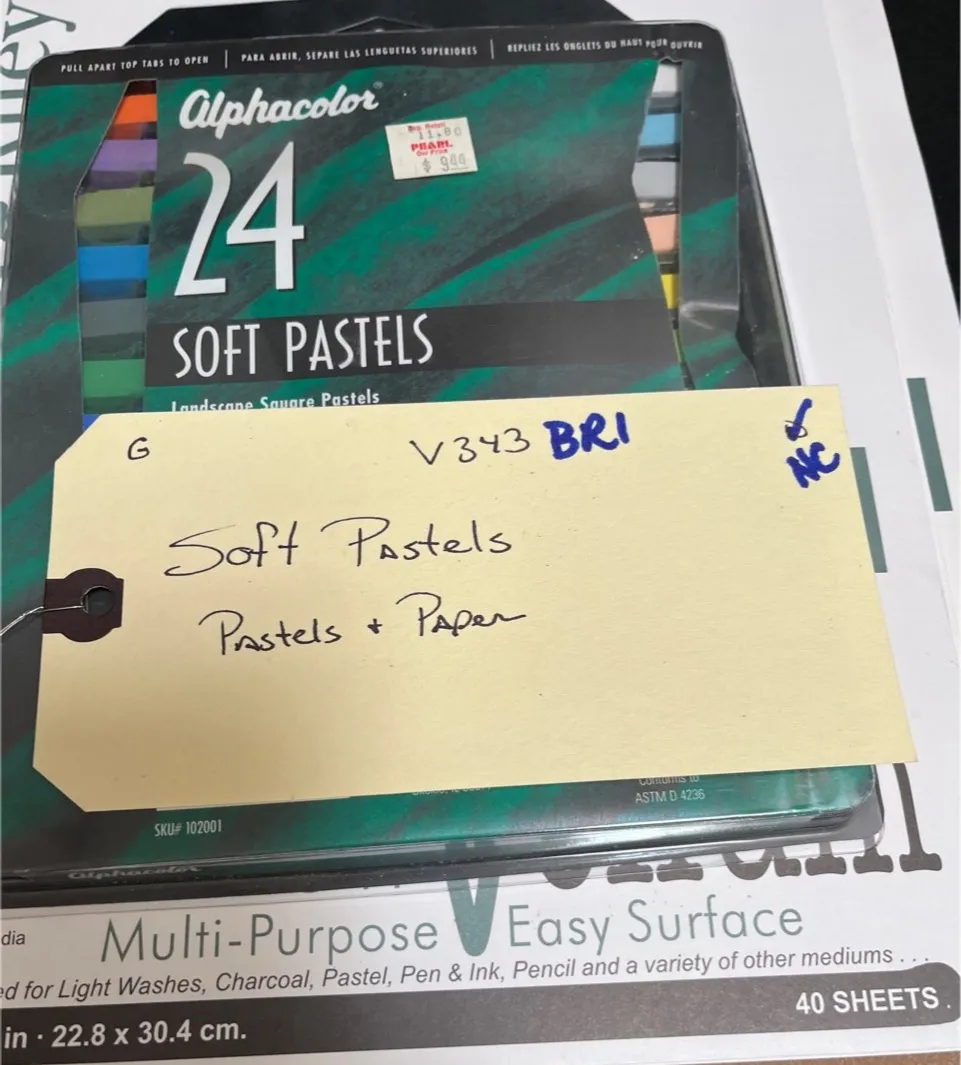 PULL APART TOP TABS TO OPEN | PARA ABRIR, SEPARE LAS LENGUETAS SUPERIORES | REPLIEZ LES ONGLETS DU HAUT POUR OUVRIR
alphacolor
Reg. Retail
11.80
PEARL
Our Price
$ 9
24
SOFT PASTELS
Landscape Square Pastels
G V343 BRI
NC
Soft Pastels
Pastels + Paper
Conforms to
ASTM D 4236
SKU# 102001
alphacolor
dia
Multi-Purpose Easy Surface
ed for Light Washes, Charcoal, Pastel, Pen & Ink, Pencil and a variety of other mediums . . .
40 SHEETS .
in · 22.8 x 30.4 cm.